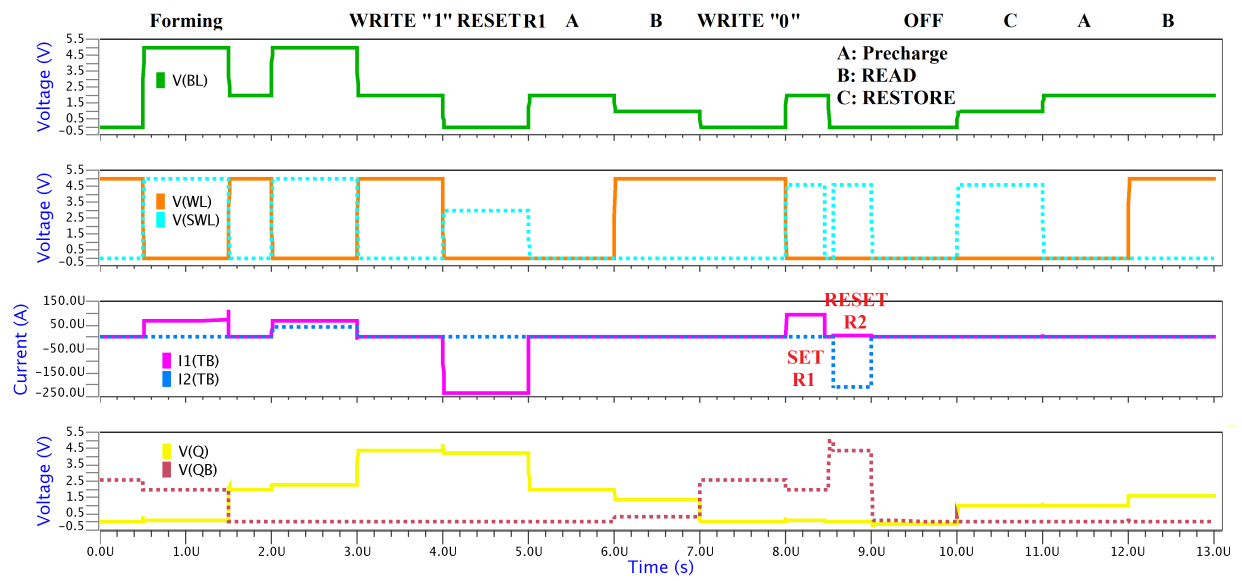 Forming WRITE "1" RESET R1 A B WRITE "0" OFF C A B
Voltage (V)
5.5
4.5
3.5
2.5
1.5
0.5
-0.5
V(BL)
A: Precharge
B: READ
C: RESTORE
Voltage (V)
5.5
4.5
3.5
2.5
1.5
0.5
-0.5
V(WL)
V(SWL)
Current (A)
150.0U
50.0U
-50.0U
-150.0U
-250.0U
I1(TB)
I2(TB)
RESET
R2
SET
R1
Voltage (V)
5.5
4.5
3.5
2.5
1.5
0.5
-0.5
V(Q)
V(QB)
0.0U 1.0U 2.0U 3.0U 4.0U 5.0U 6.0U 7.0U 8.0U 9.0U 10.0U 11.0U 12.0U 13.0U
Time (s)